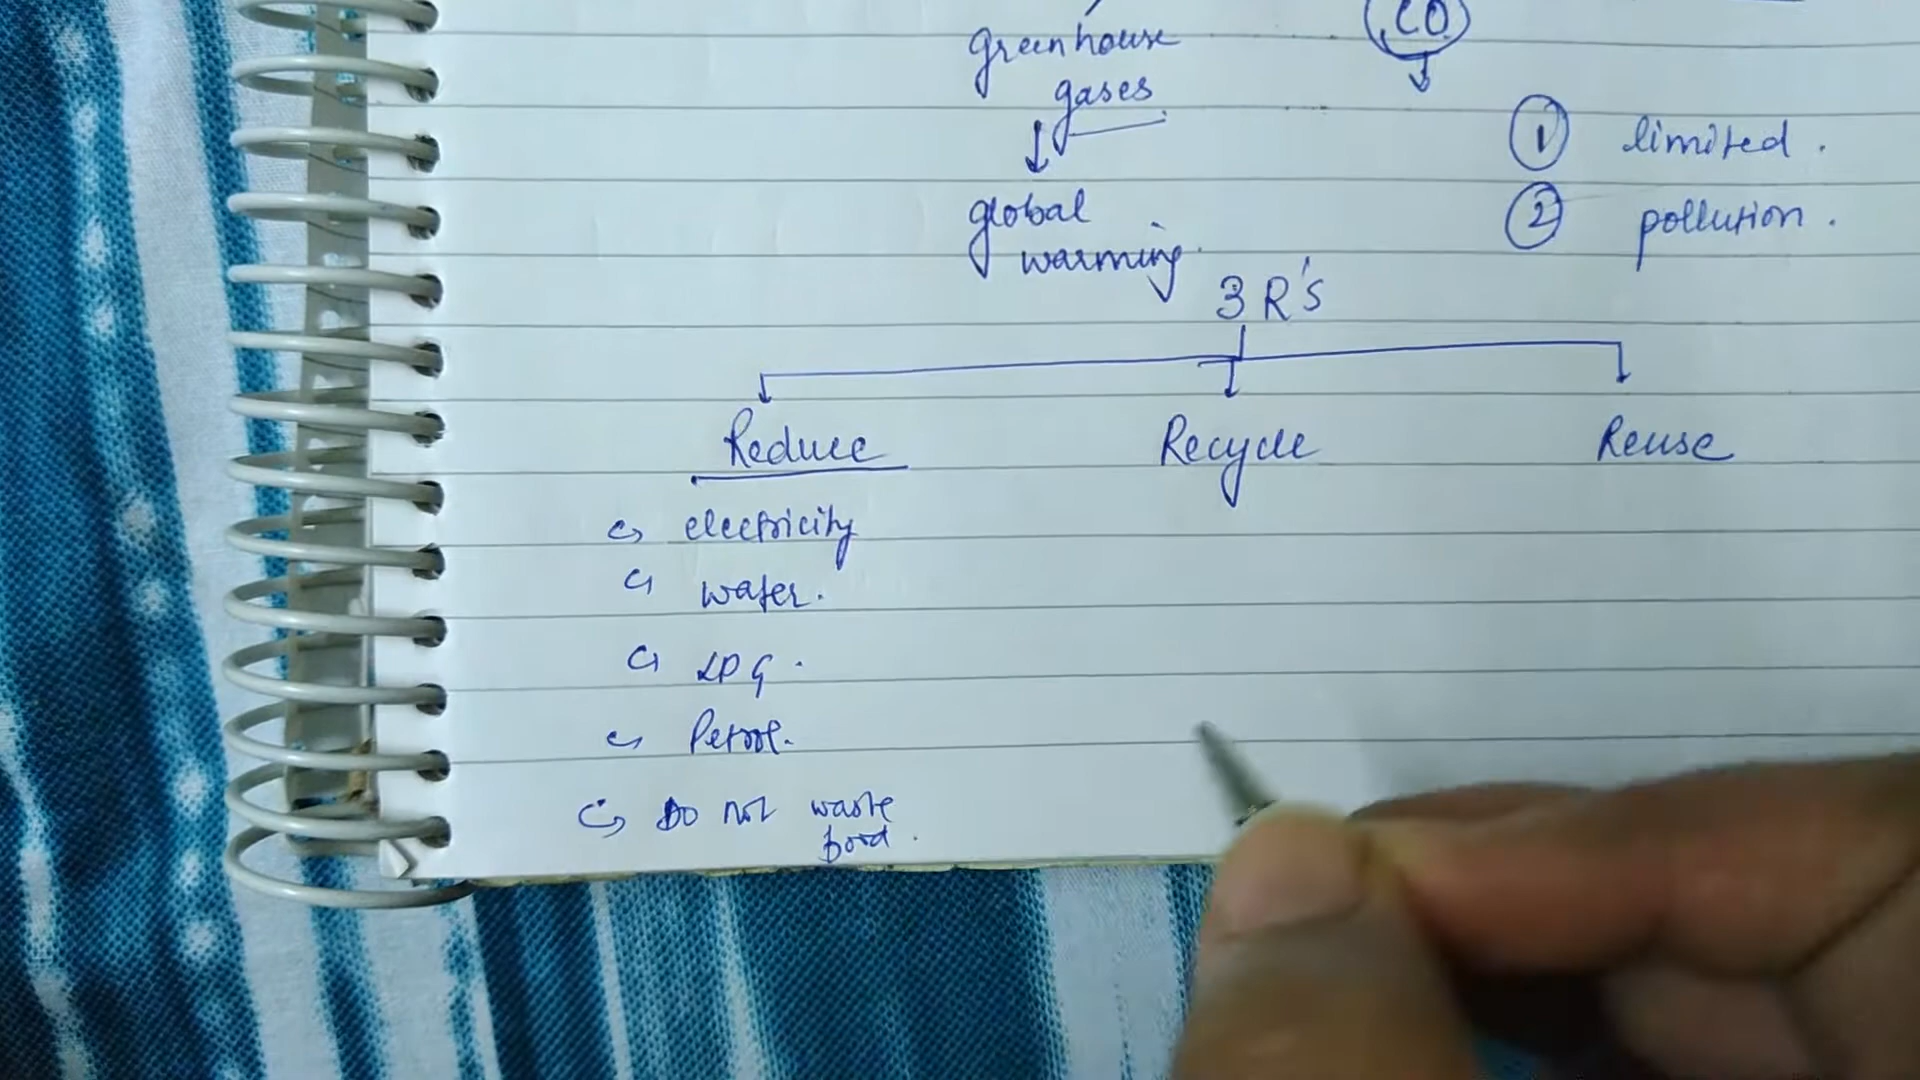 greenhouse
gases
global
warming
CO
1 limited.
2 pollution.
3 R's
Reduce Recycle Reuse
electricity
water.
LPG.
Petrol.
Do not waste
food.